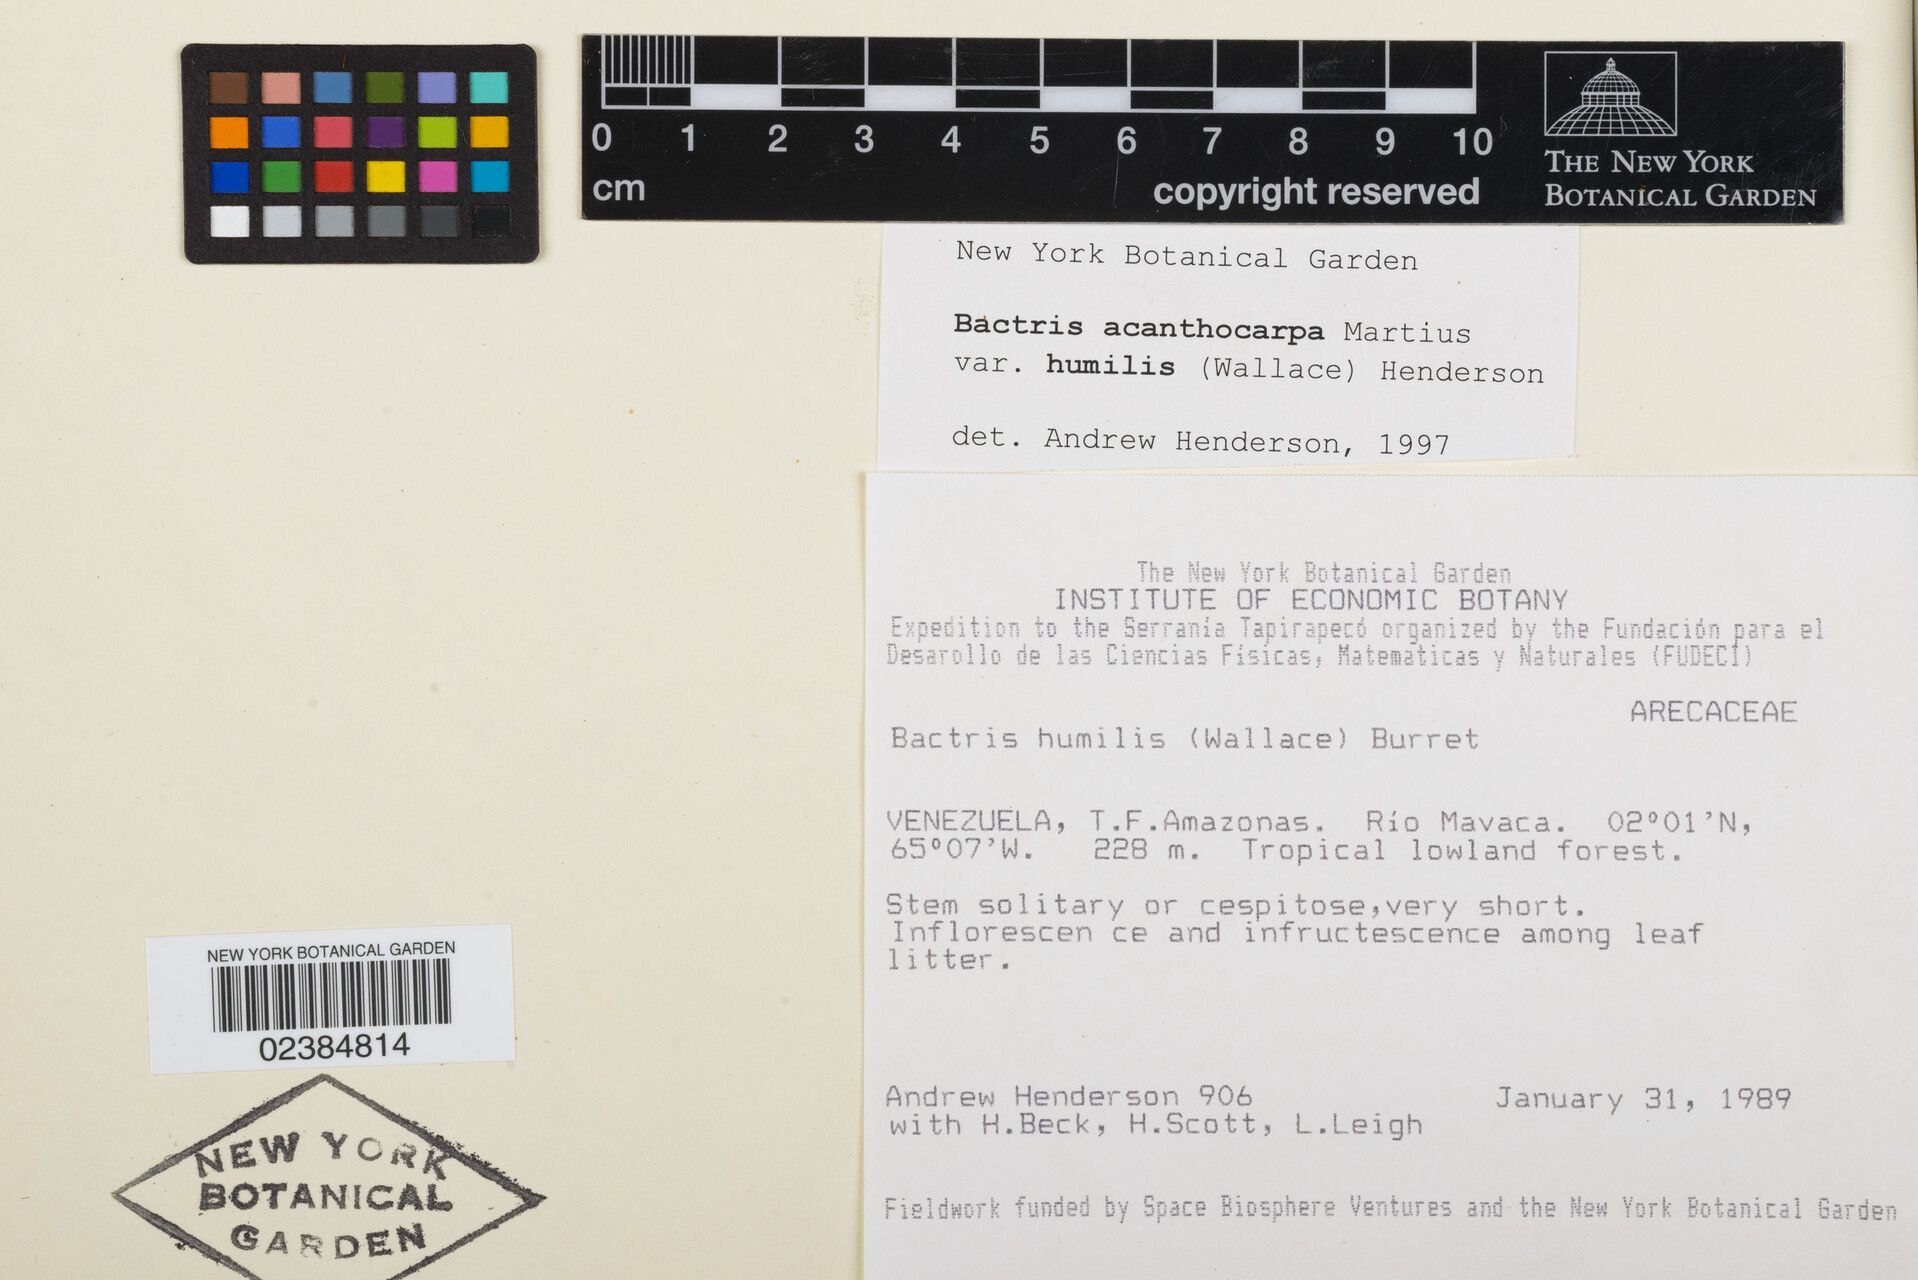 0 1 2 3 4 5 6 7 8 9 10
cm
copyright reserved
THE NEW YORK
BOTANICAL GARDEN
New York Botanical Garden
Bactris acanthocarpa Martius
var. humilis (Wallace) Henderson
det. Andrew Henderson, 1997
The New York Botanical Garden
INSTITUTE OF ECONOMIC BOTANY
Expedition to the Serranía Tapirapecó organized by the Fundación para el
Desarollo de las Ciencias Físicas, Matemáticas y Naturales (FUDECI)
ARECACEAE
Bactris humilis (Wallace) Burret
VENEZUELA, T.F.Amazonas. Río Mavaca. 02°01'N,
65°07'W. 228 m. Tropical lowland forest.
Stem solitary or cespitose,very short.
Inflorescen ce and infructescence among leaf
litter.
Andrew Henderson 906 January 31, 1989
with H.Beck, H.Scott, L.Leigh
Fieldwork funded by Space Biosphere Ventures and the New York Botanical Garden
NEW YORK BOTANICAL GARDEN
02384814
NEW YORK
BOTANICAL
GARDEN